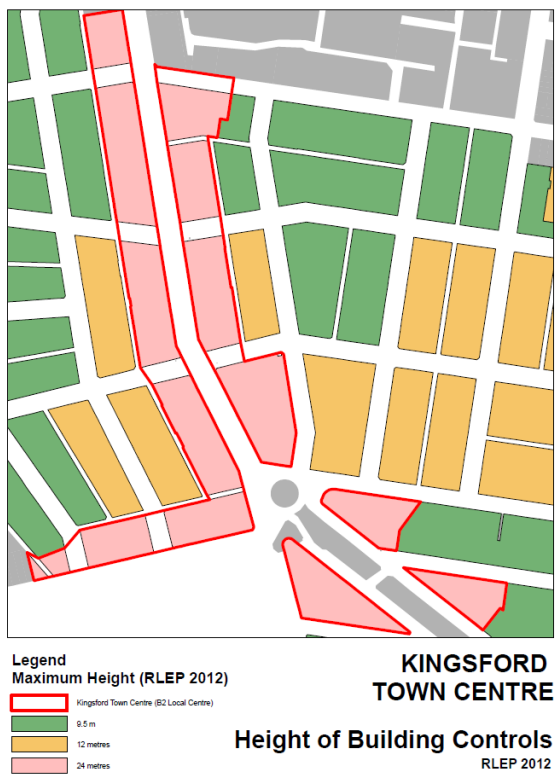 Legend
Maximum Height (RLEP 2012)
Kingsford Town Centre (B2 Local Centre)
9.5 m
12 metres
24 metres
KINGSFORD
TOWN CENTRE
Height of Building Controls
RLEP 2012